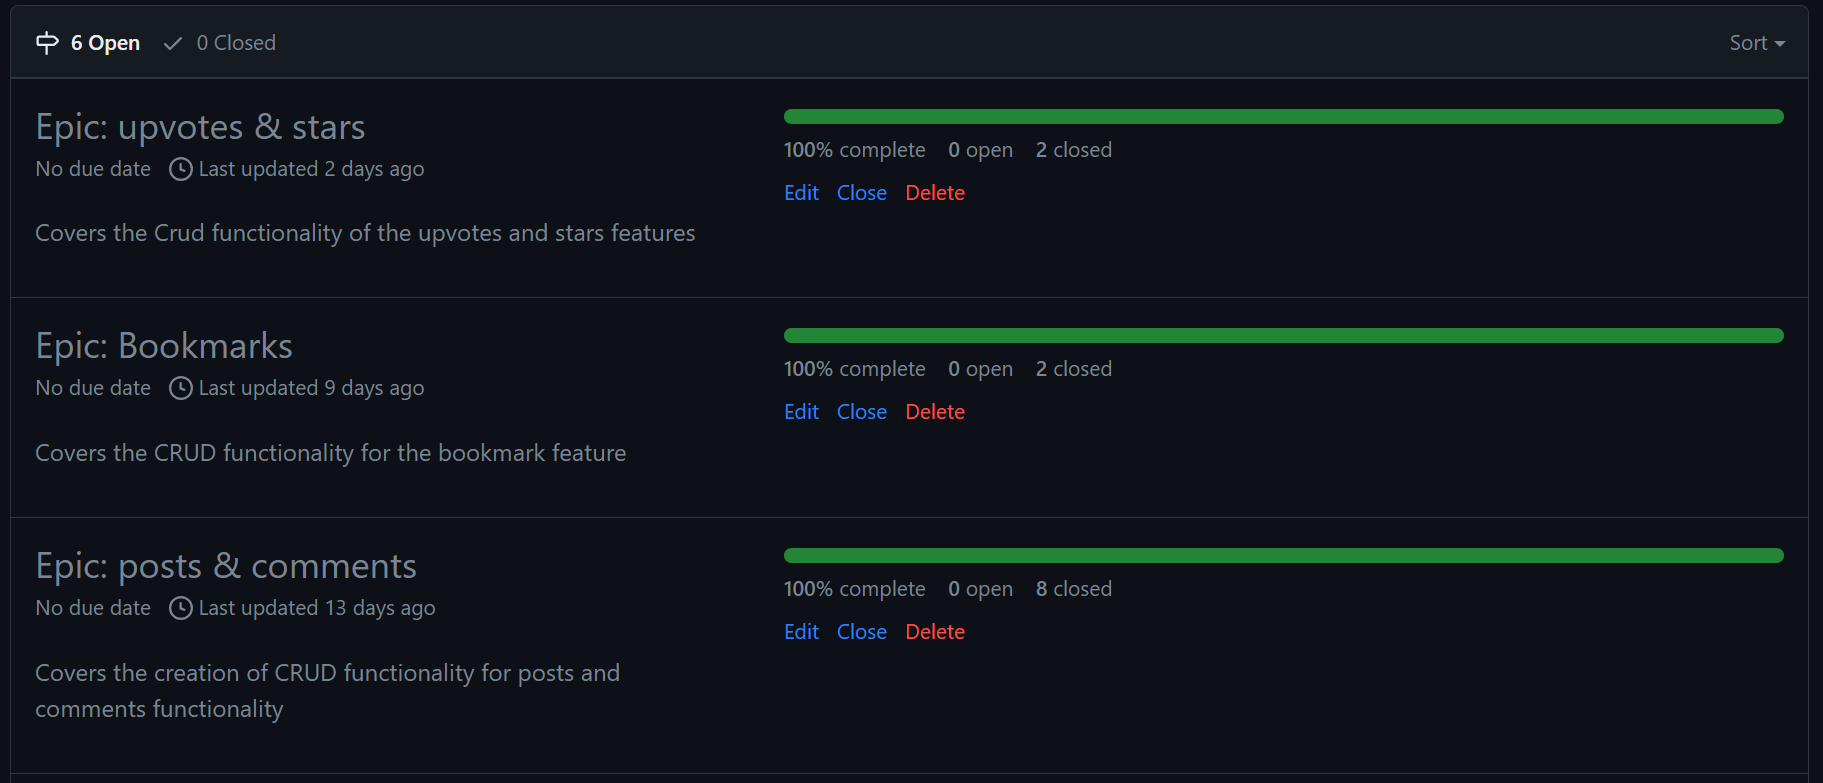 6 Open 0 Closed Sort
Epic: upvotes & stars
No due date Last updated 2 days ago
Covers the Crud functionality of the upvotes and stars features
100% complete 0 open 2 closed
Edit Close Delete
Epic: Bookmarks
No due date Last updated 9 days ago
Covers the CRUD functionality for the bookmark feature
100% complete 0 open 2 closed
Edit Close Delete
Epic: posts & comments
No due date Last updated 13 days ago
Covers the creation of CRUD functionality for posts and
comments functionality
100% complete 0 open 8 closed
Edit Close Delete